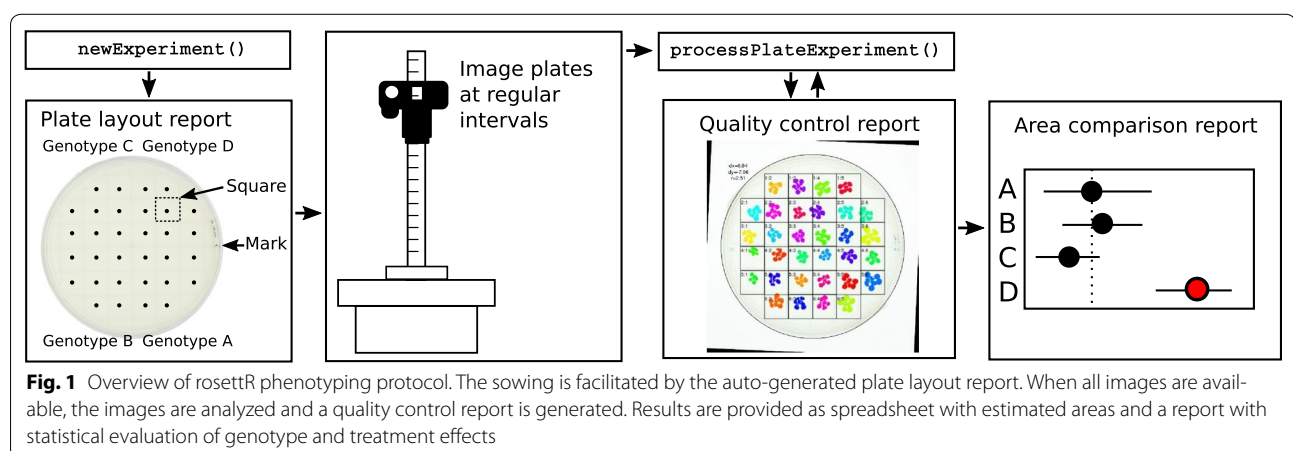 newExperiment()
Plate layout report
Genotype C Genotype D
Square
Mark
Genotype B Genotype A
Image plates
at regular
intervals
processPlateExperiment()
Quality control report
Area comparison report
A
B
C
D
Fig. 1 Overview of rosettR phenotyping protocol. The sowing is facilitated by the auto-generated plate layout report. When all images are avail-
able, the images are analyzed and a quality control report is generated. Results are provided as spreadsheet with estimated areas and a report with
statistical evaluation of genotype and treatment effects